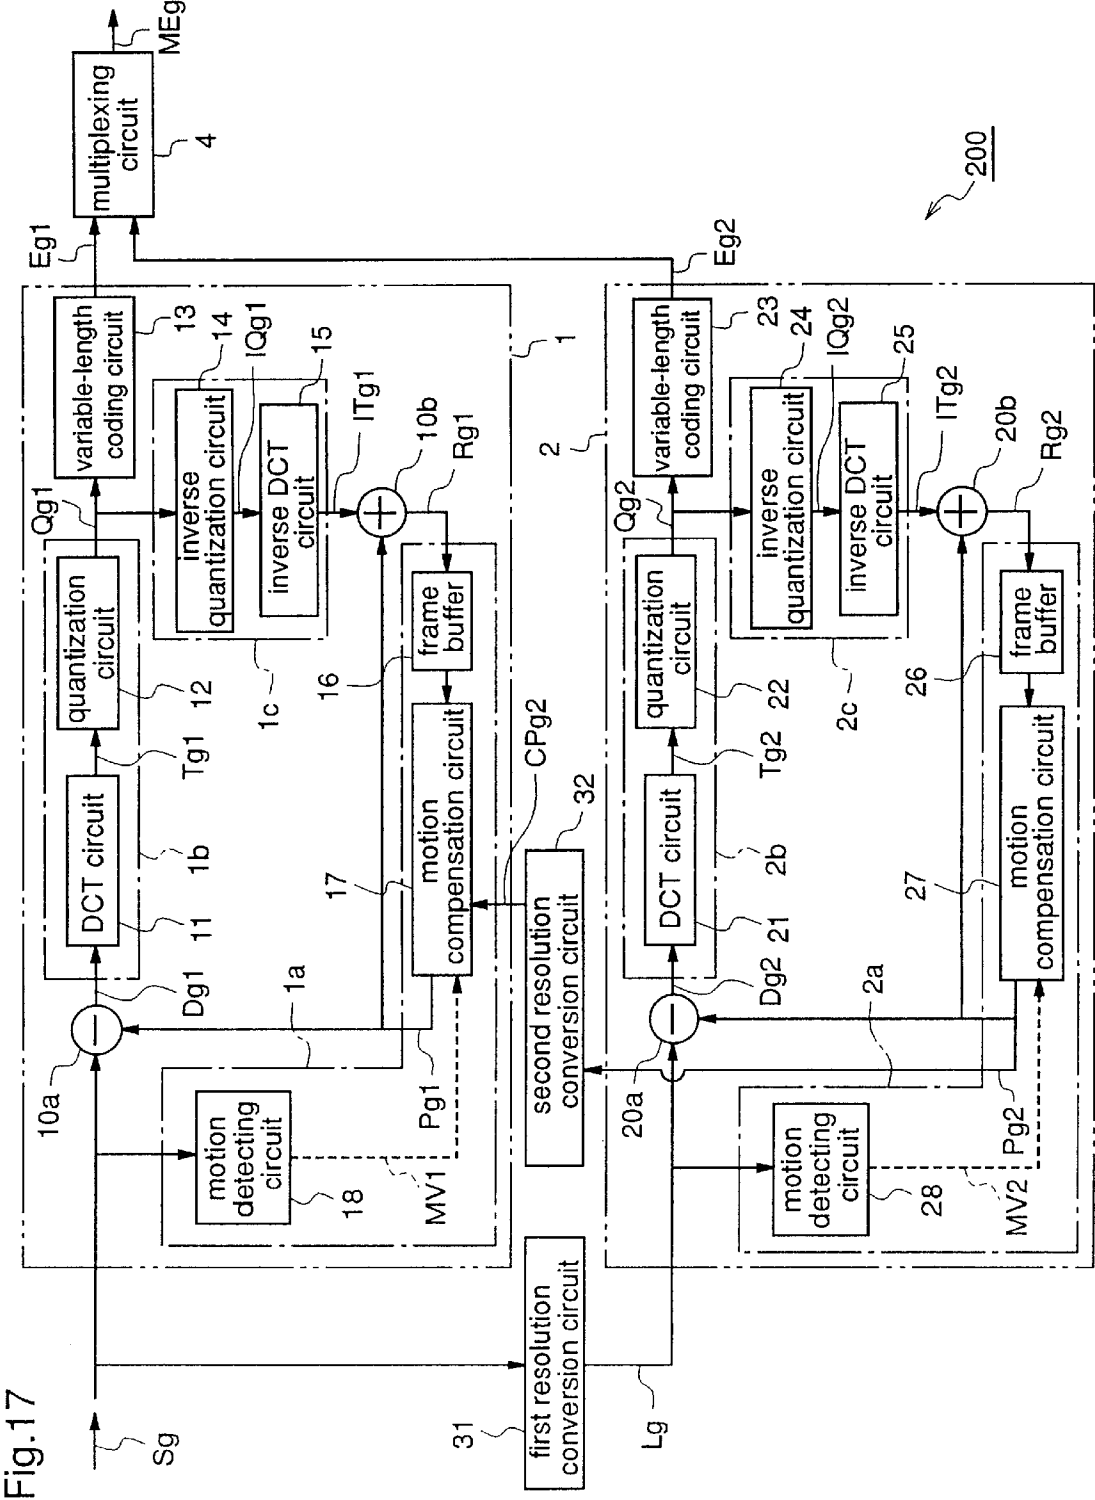 Fig.17
Sg
10a
Dg1
DCT circuit
11
1b
Tg1
quantization
circuit
12
Qg1
variable-length
coding circuit
13
Eg1
multiplexing
circuit
4
MEg
inverse
quantization circuit
14
IQg1
inverse DCT
circuit
15
1c
ITg1
10b
Rg1
frame
buffer
16
motion
compensation circuit
17
CPg2
1a
Pg1
motion
detecting
circuit
18
MV1
1
first resolution
conversion circuit
31
Lg
second resolution
conversion circuit
32
20a
Dg2
DCT circuit
21
2b
Tg2
quantization
circuit
22
Qg2
variable-length
coding circuit
23
Eg2
2
inverse
quantization circuit
24
IQg2
inverse DCT
circuit
25
2c
ITg2
20b
Rg2
frame
buffer
26
motion
compensation circuit
27
2a
Pg2
motion
detecting
circuit
28
MV2
200